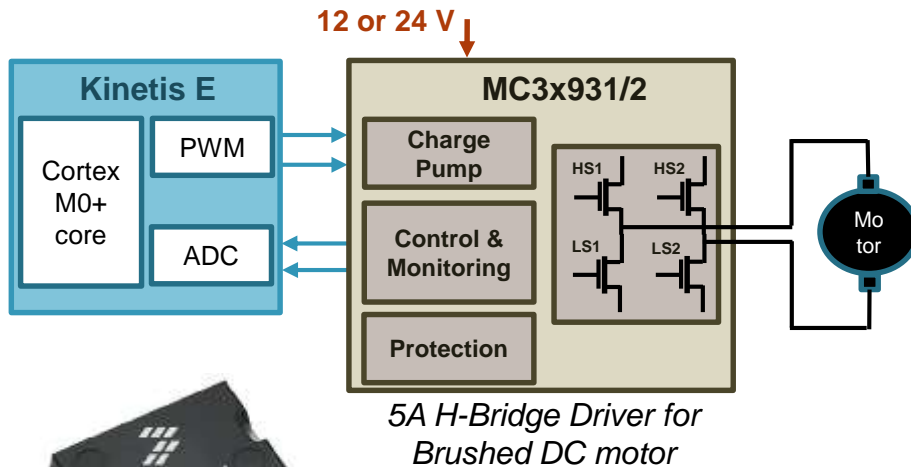 12 or 24 V
Kinetis E
Cortex
M0+
core
PWM
ADC
MC3x931/2
Charge
Pump
Control &
Monitoring
Protection
HS1
HS2
LS1
LS2
Mo
tor
5A H-Bridge Driver for
Brushed DC motor